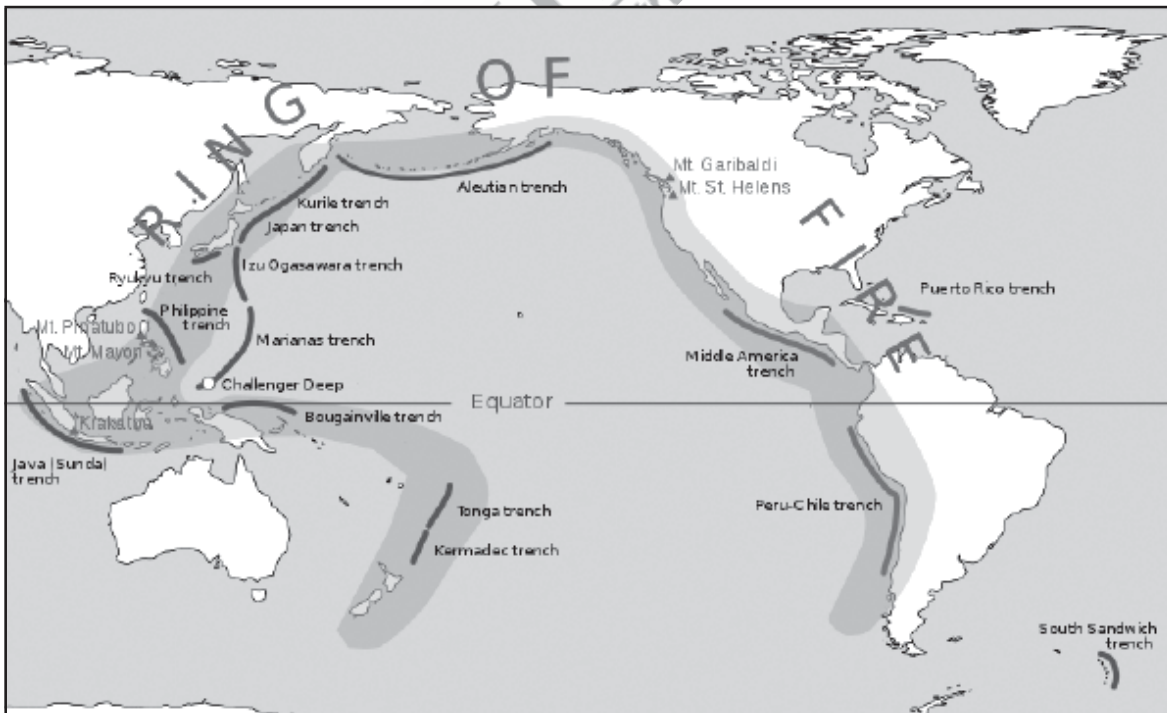 RING OF FIRE
Mt. Garibaldi
Mt. St. Helens
Aleutian trench
Kurile trench
Japan trench
Izu Ogasawara trench
Ryukyu trench
Puerto Rico trench
Philippine
trench
Mt. Pinatubo
Mt. Mayon
Marianas trench
Middle America
trench
Challenger Deep
Equator
Bougainville trench
Krakatoa
Java (Sunda)
trench
Tonga trench
Peru-Chile trench
Kermadec trench
South Sandwich
trench